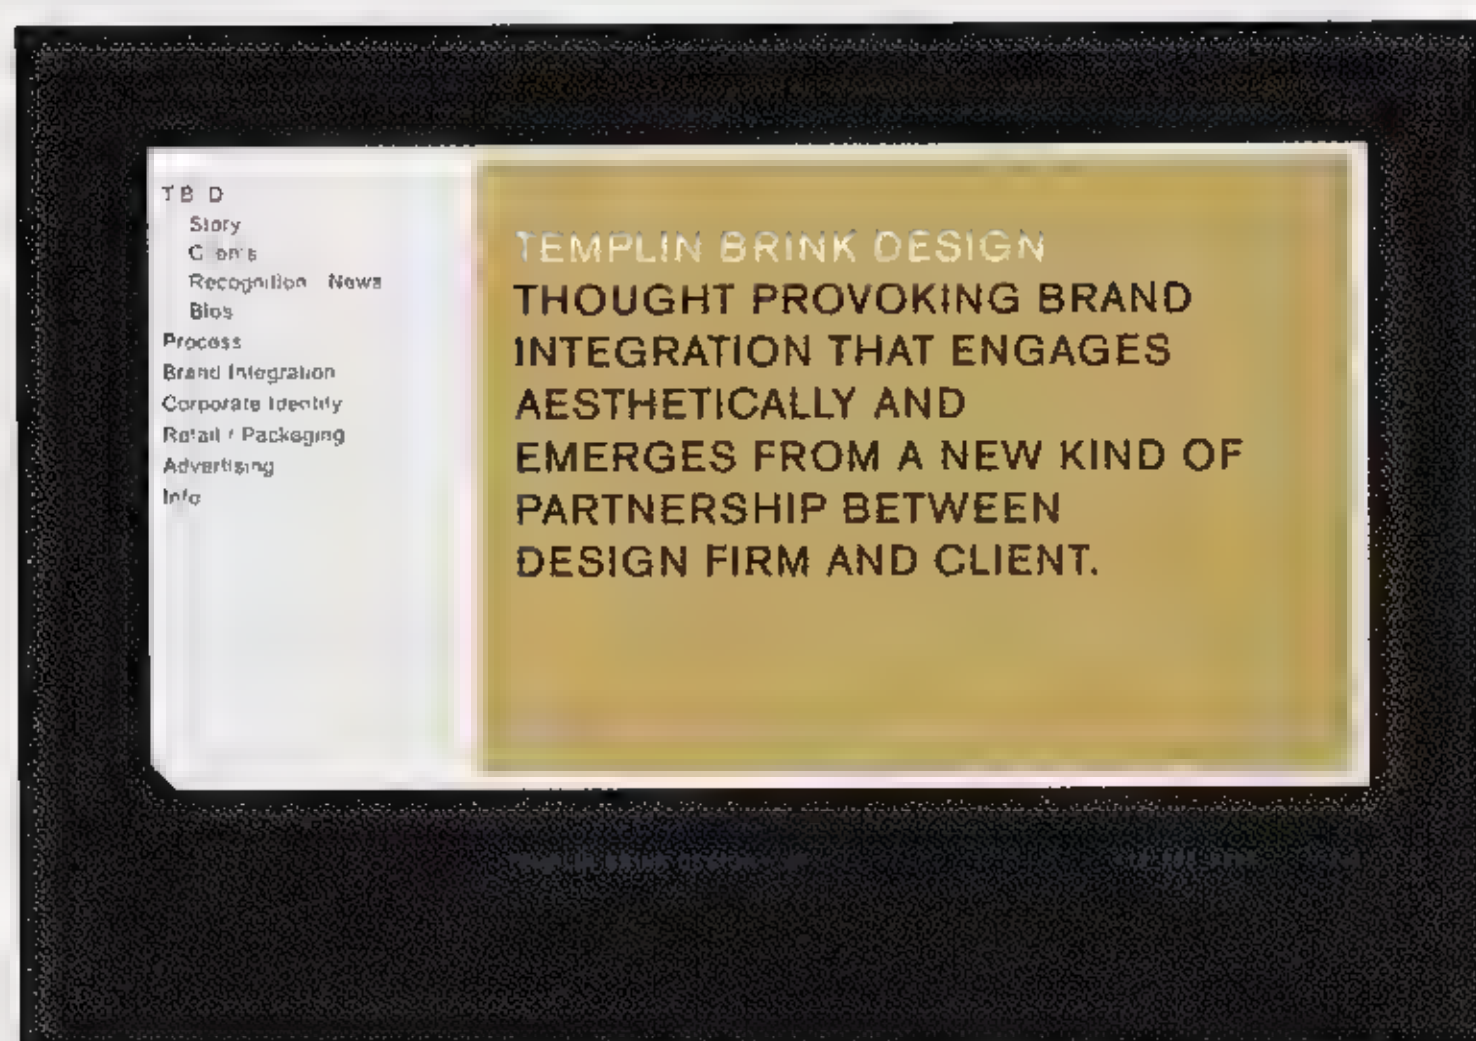 TB D
Story
Clients
Recognition News
Bios
Process
Brand Integration
Corporate Identity
Retail / Packaging
Advertising
Info
TEMPLIN BRINK DESIGN
THOUGHT PROVOKING BRAND
INTEGRATION THAT ENGAGES
AESTHETICALLY AND
EMERGES FROM A NEW KIND OF
PARTNERSHIP BETWEEN
DESIGN FIRM AND CLIENT.